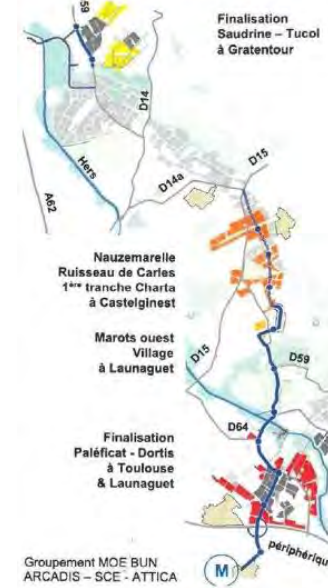 59
Finalisation
Saudrine – Tucol
à Gratentour
D14
Hers
D15
D14a
A62
Nauzemarelle
Ruisseau de Carles
1ère tranche Charta
à Castelginest
Marots ouest
Village
à Launaguet
D15
D59
D64
Finalisation
Paléficat - Dortis
à Toulouse
& Launaguet
périphérique
Groupement MOE BUN
ARCADIS – SCE - ATTICA
M